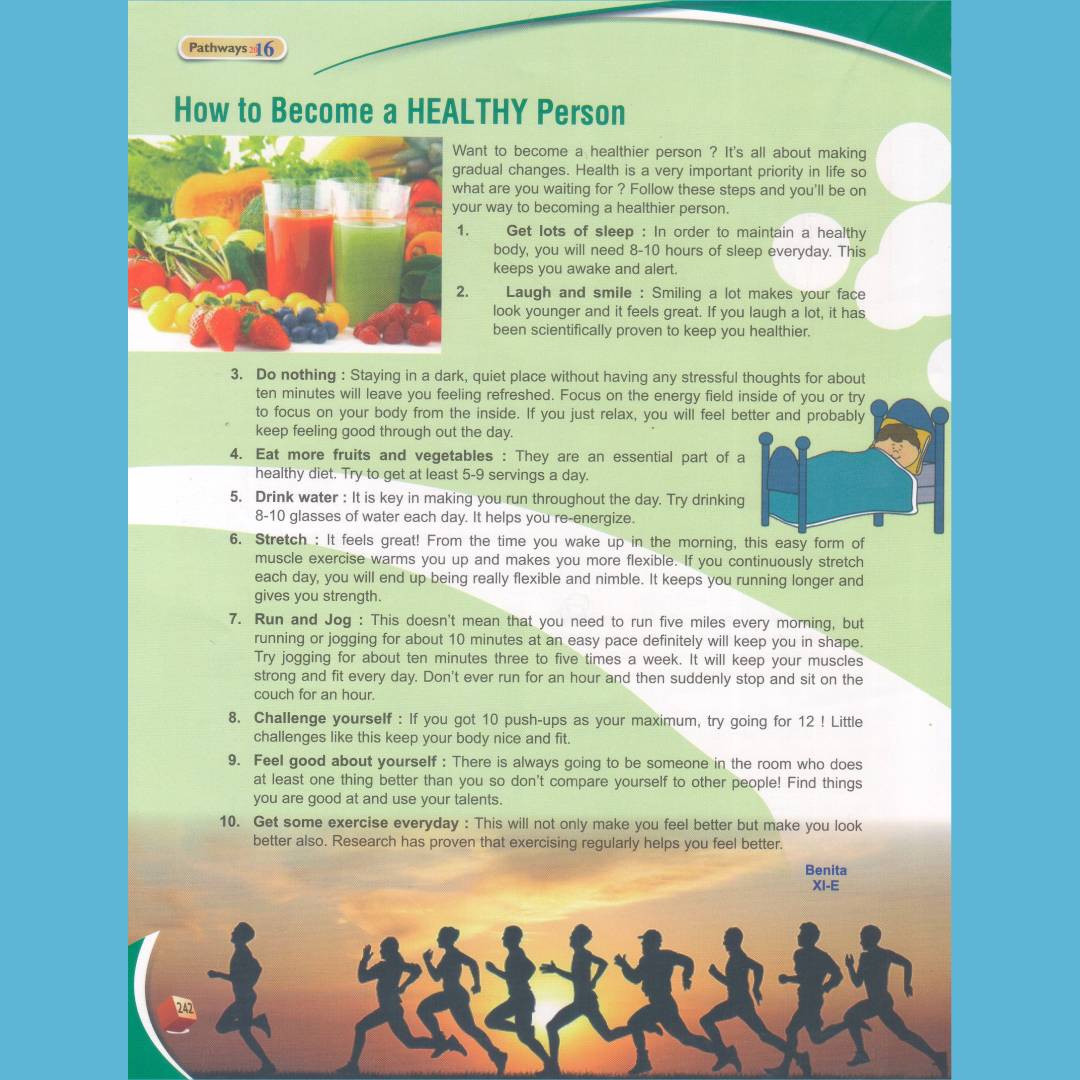 Pathways 2016
How to Become a HEALTHY Person
Want to become a healthier person ? It's all about making
gradual changes. Health is a very important priority in life so
what are you waiting for ? Follow these steps and you'll be on
your way to becoming a healthier person.
1. Get lots of sleep : In order to maintain a healthy
body, you will need 8-10 hours of sleep everyday. This
keeps you awake and alert.
2. Laugh and smile : Smiling a lot makes your face
look younger and it feels great. If you laugh a lot, it has
been scientifically proven to keep you healthier.
3. Do nothing : Staying in a dark, quiet place without having any stressful thoughts for about
ten minutes will leave you feeling refreshed. Focus on the energy field inside of you or try
to focus on your body from the inside. If you just relax, you will feel better and probably
keep feeling good through out the day.
4. Eat more fruits and vegetables : They are an essential part of a
healthy diet. Try to get at least 5-9 servings a day.
5. Drink water : It is key in making you run throughout the day. Try drinking
8-10 glasses of water each day. It helps you re-energize.
6. Stretch : It feels great! From the time you wake up in the morning, this easy form of
muscle exercise warms you up and makes you more flexible. If you continuously stretch
each day, you will end up being really flexible and nimble. It keeps you running longer and
gives you strength.
7. Run and Jog : This doesn't mean that you need to run five miles every morning, but
running or jogging for about 10 minutes at an easy pace definitely will keep you in shape.
Try jogging for about ten minutes three to five times a week. It will keep your muscles
strong and fit every day. Don't ever run for an hour and then suddenly stop and sit on the
couch for an hour.
8. Challenge yourself : If you got 10 push-ups as your maximum, try going for 12 ! Little
challenges like this keep your body nice and fit.
9. Feel good about yourself : There is always going to be someone in the room who does
at least one thing better than you so don't compare yourself to other people! Find things
you are good at and use your talents.
10. Get some exercise everyday : This will not only make you feel better but make you look
better also. Research has proven that exercising regularly helps you feel better.
Benita
XI-E
242